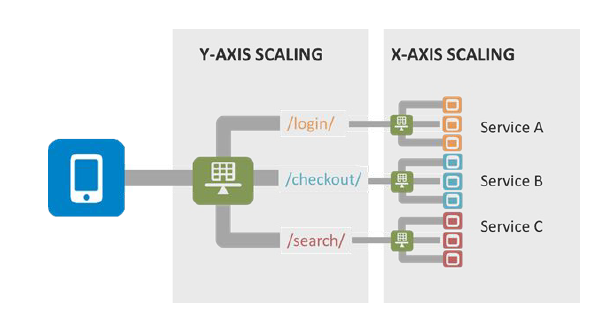 Y-AXIS SCALING
X-AXIS SCALING
/login/
Service A
/checkout/
Service B
/search/
Service C